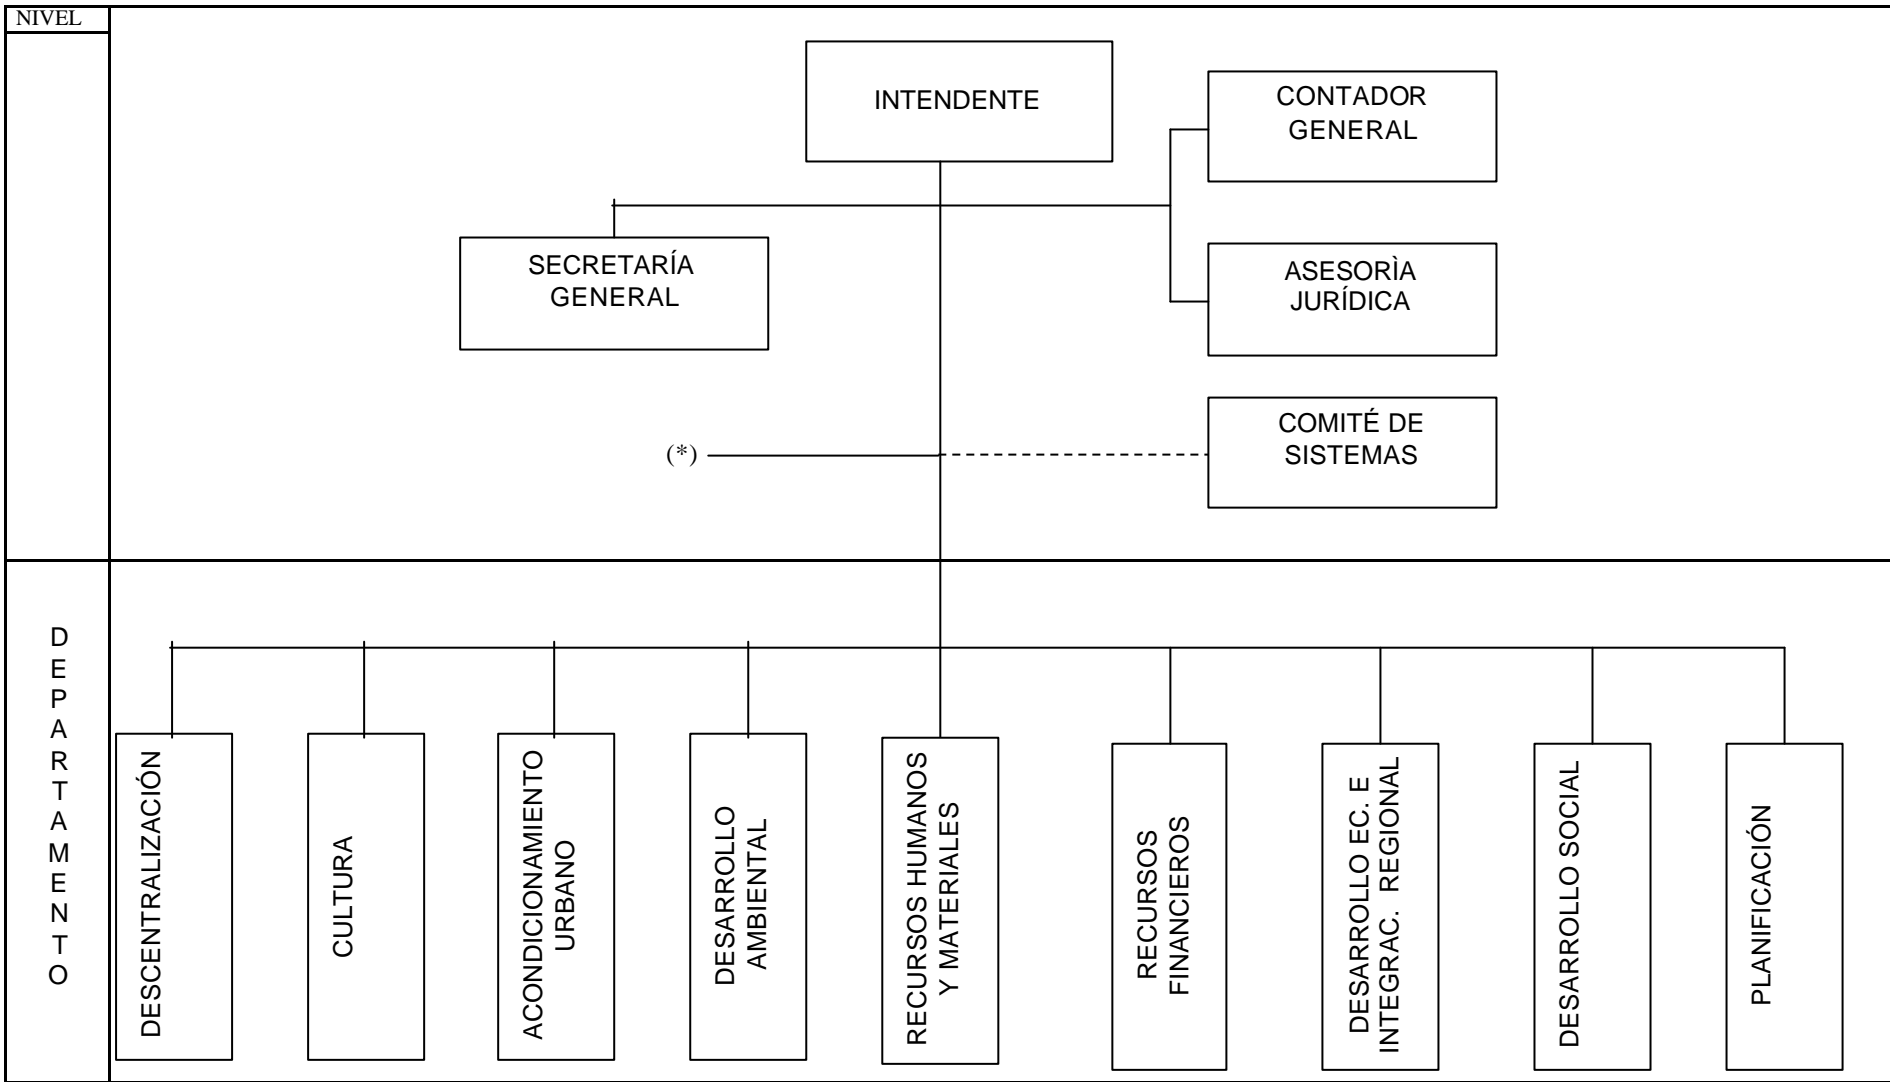 NIVEL
INTENDENTE
CONTADOR
GENERAL
SECRETARÍA
GENERAL
ASESORÌA
JURÍDICA
(*)
COMITÉ DE
SISTEMAS
D
E
P
A
R
T
A
M
E
N
T
O
DESCENTRALIZACIÓN
CULTURA
ACONDICIONAMIENTO
URBANO
DESARROLLO
AMBIENTAL
RECURSOS HUMANOS
Y MATERIALES
RECURSOS
FINANCIEROS
DESARROLLO EC. E
INTEGRAC. REGIONAL
DESARROLLO SOCIAL
PLANIFICACIÓN